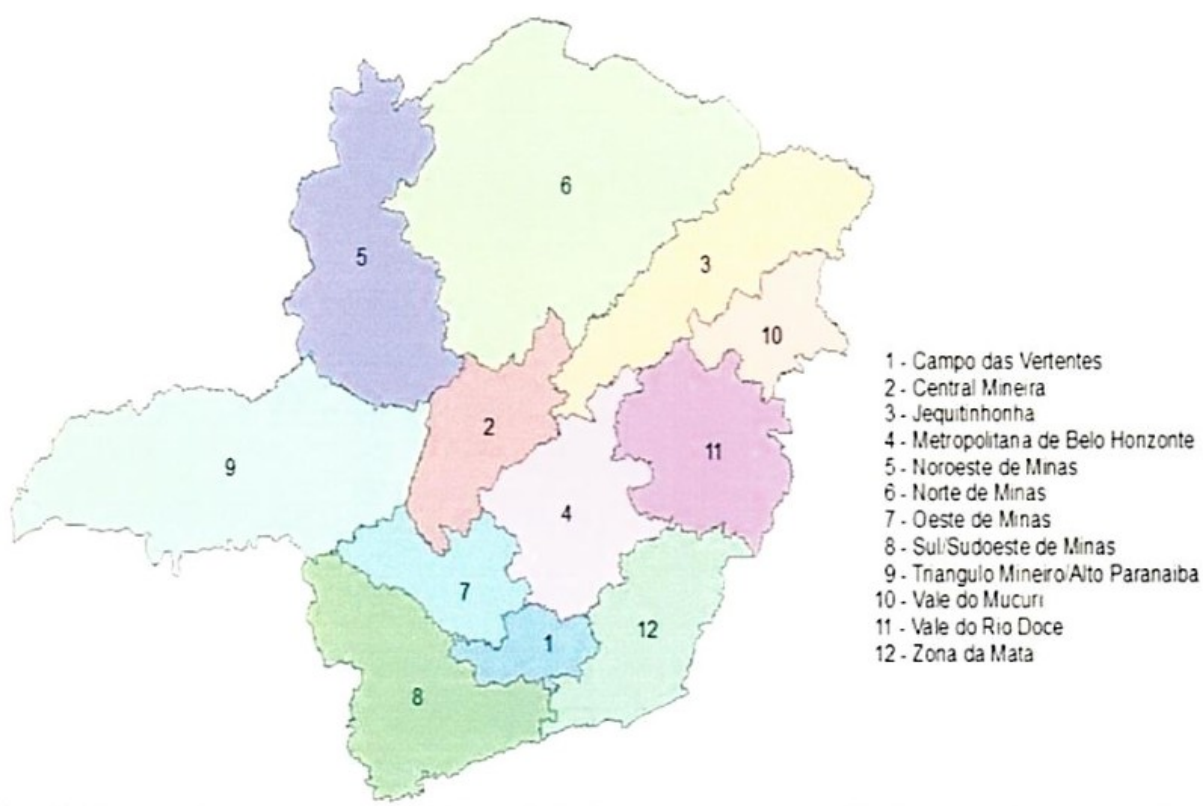 6
5
3
10
2
9
11
4
7
12
1
8
1 - Campo das Vertentes
2 - Central Mineira
3 - Jequitinhonha
4 - Metropolitana de Belo Honzonte
5 - Noroeste de Minas
6 - Norte de Minas
7 - Oeste de Minas
8 - Sul/Sudoeste de Minas
9 - Triangulo Mineiro/Alto Paranaiba
10 - Vale do Mucuri
11 - Vale do Rio Doce
12 - Zona da Mata